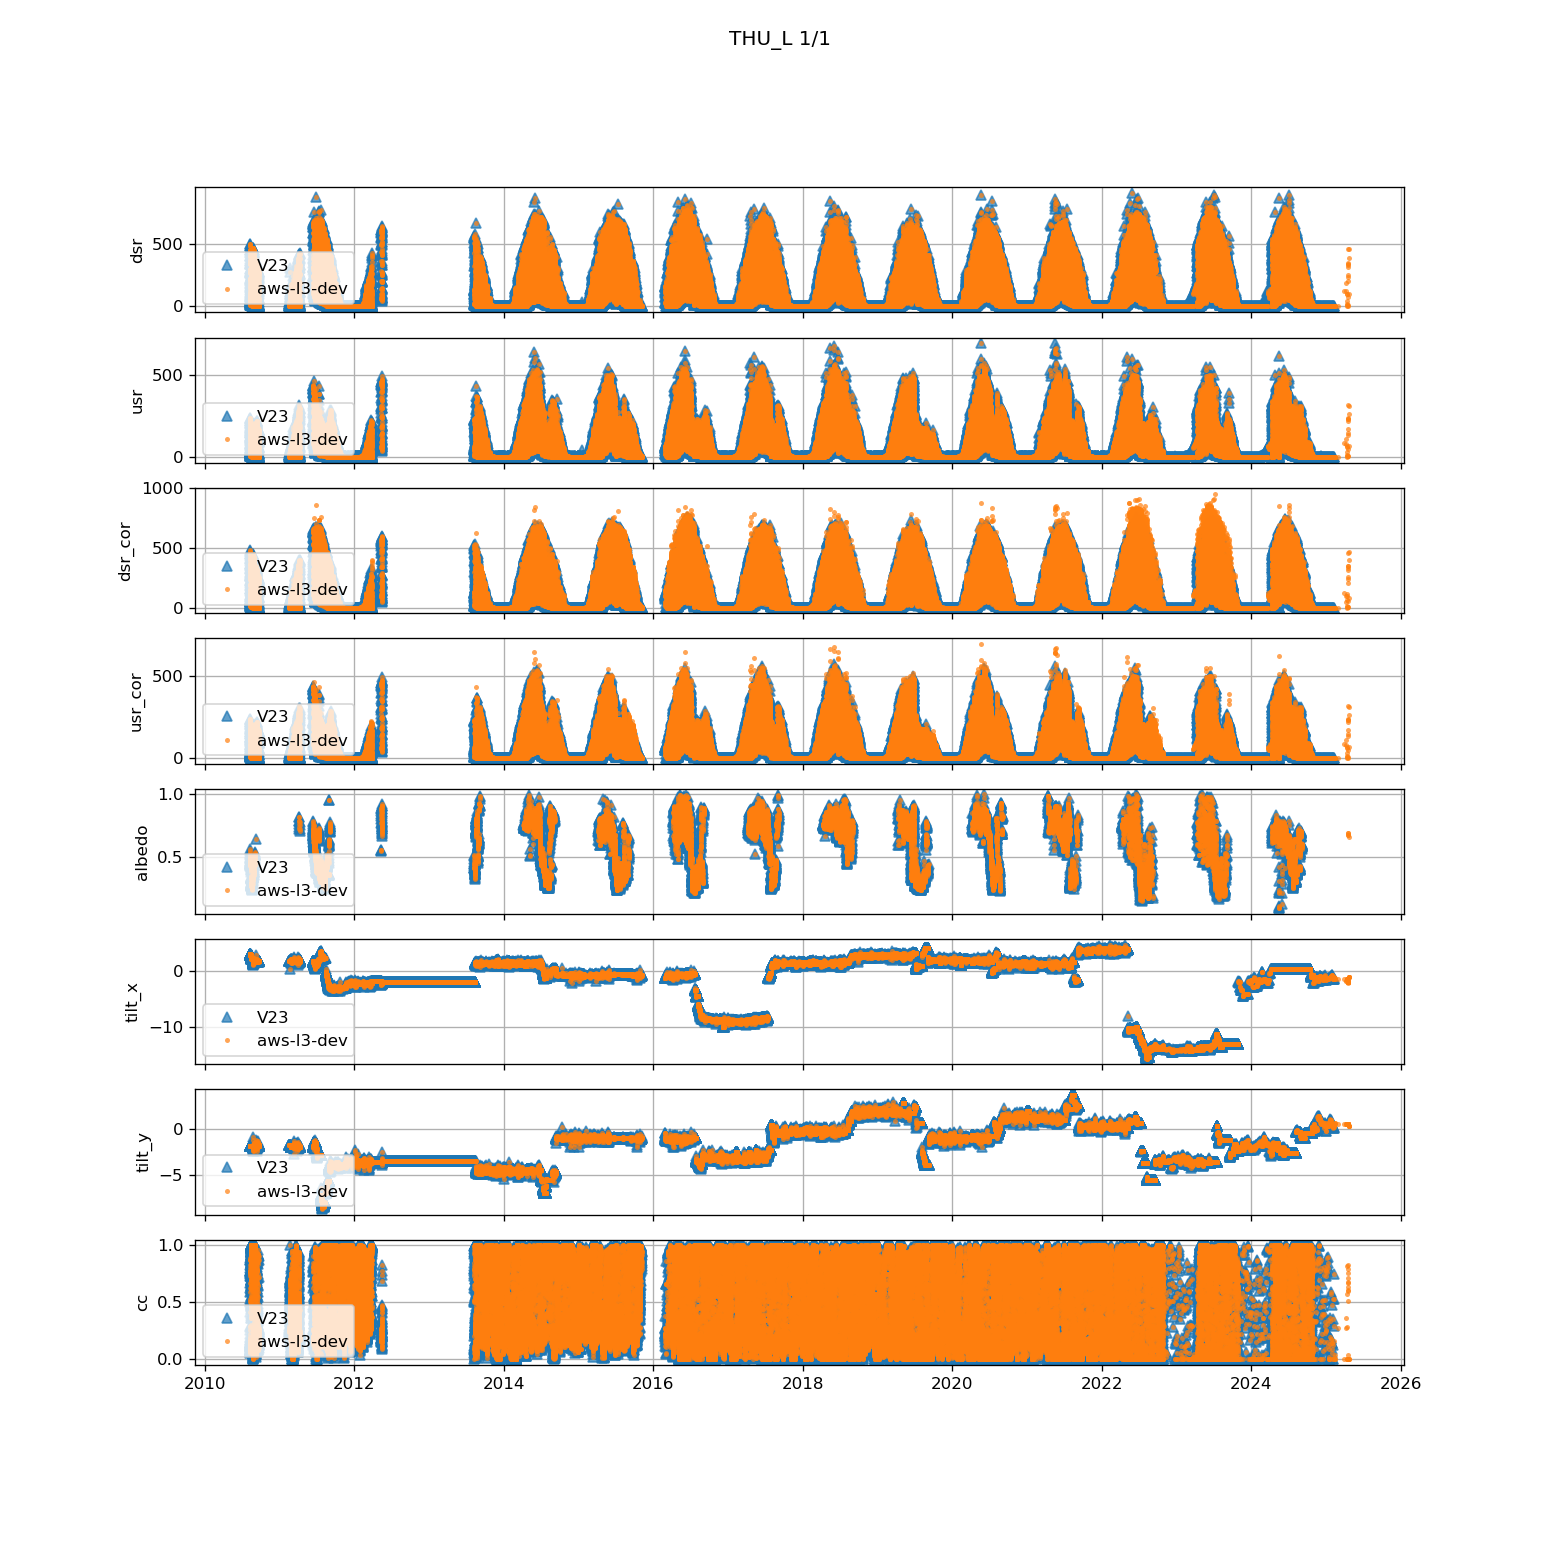 THU_L 1/1
dsr
500
0
V23
aws-l3-dev
usr
500
0
V23
aws-l3-dev
dsr_cor
1000
500
0
V23
aws-l3-dev
usr_cor
500
0
V23
aws-l3-dev
albedo
1.0
0.5
V23
aws-l3-dev
tilt_x
0
−10
V23
aws-l3-dev
tilt_y
0
−5
V23
aws-l3-dev
cc
1.0
0.5
0.0
V23
aws-l3-dev
2010 2012 2014 2016 2018 2020 2022 2024 2026